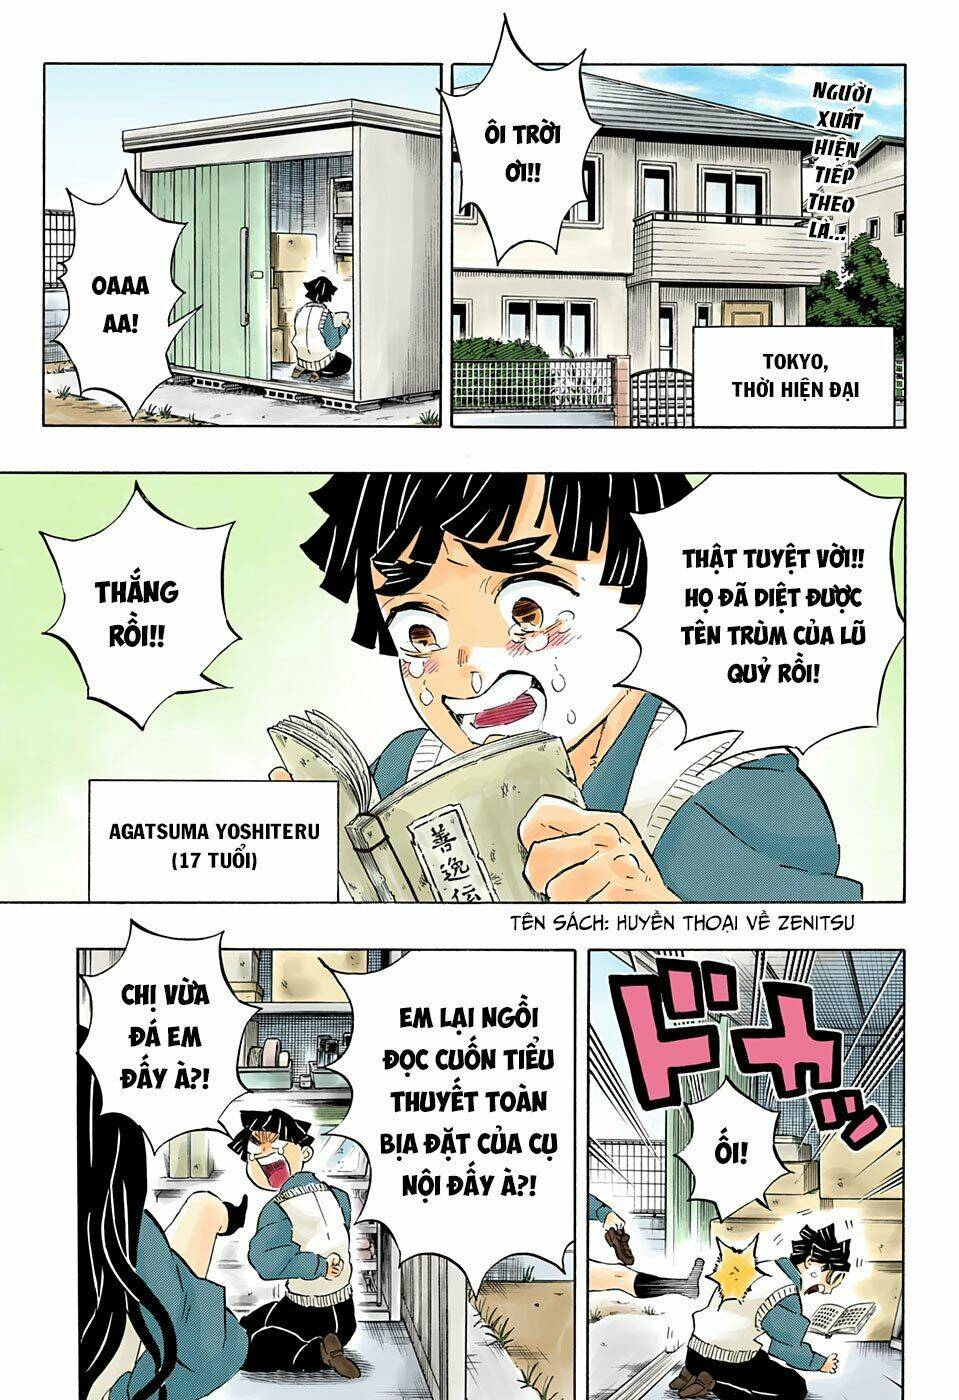 NGƯỜI
XUẤT
HIỆN
TIẾP
THEO
LÀ...
ÔI TRỜI
ƠI!!
TOKYO,
THỜI HIỆN ĐẠI
OAAA
AA!
THẬT TUYỆT VỜI!!
HỌ ĐÃ DIỆT ĐƯỢC
TÊN TRÙM CỦA LŨ
QUỶ RỒI!
THẮNG
RỒI!!
AGATSUMA YOSHITERU
(17 TUỔI)
善逸伝
TÊN SÁCH: HUYỀN THOẠI VỀ ZENITSU
ドヤッ
ỐI!
EM LẠI NGỒI
ĐỌC CUỐN TIỂU
THUYẾT TOÀN
BỊA ĐẶT CỦA CỤ
NỘI ĐẤY À?!
CHỊ VỪA
ĐÁ EM
ĐẤY À?!